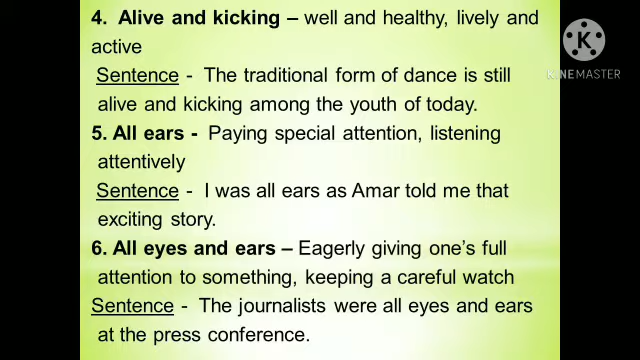 4. Alive and kicking – well and healthy, lively and
active
Sentence - The traditional form of dance is still
alive and kicking among the youth of today.
5. All ears - Paying special attention, listening
attentively
Sentence - I was all ears as Amar told me that
exciting story.
6. All eyes and ears – Eagerly giving one's full
attention to something, keeping a careful watch
Sentence - The journalists were all eyes and ears
at the press conference.
K
KINEMASTER